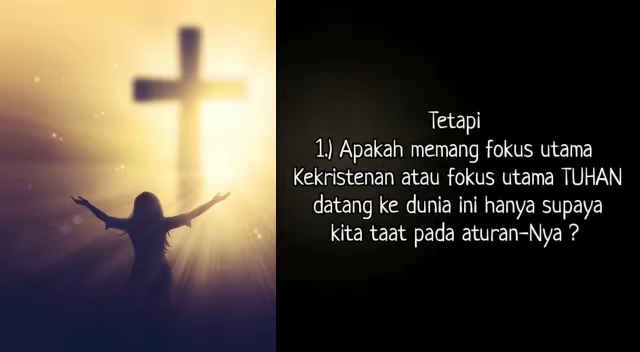 Tetapi
1.) Apakah memang fokus utama
Kekristenan atau fokus utama TUHAN
datang ke dunia ini hanya supaya
kita taat pada aturan-Nya ?